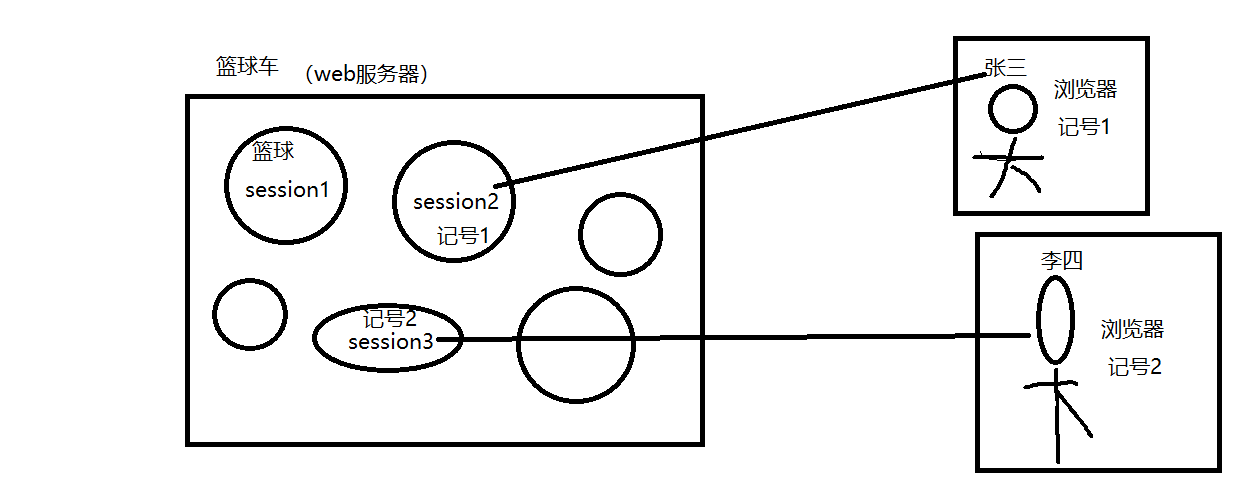 篮球车
（web服务器）
篮球
session1
session2
记号1
记号2
session3
张三
浏览器
记号1
李四
浏览器
记号2